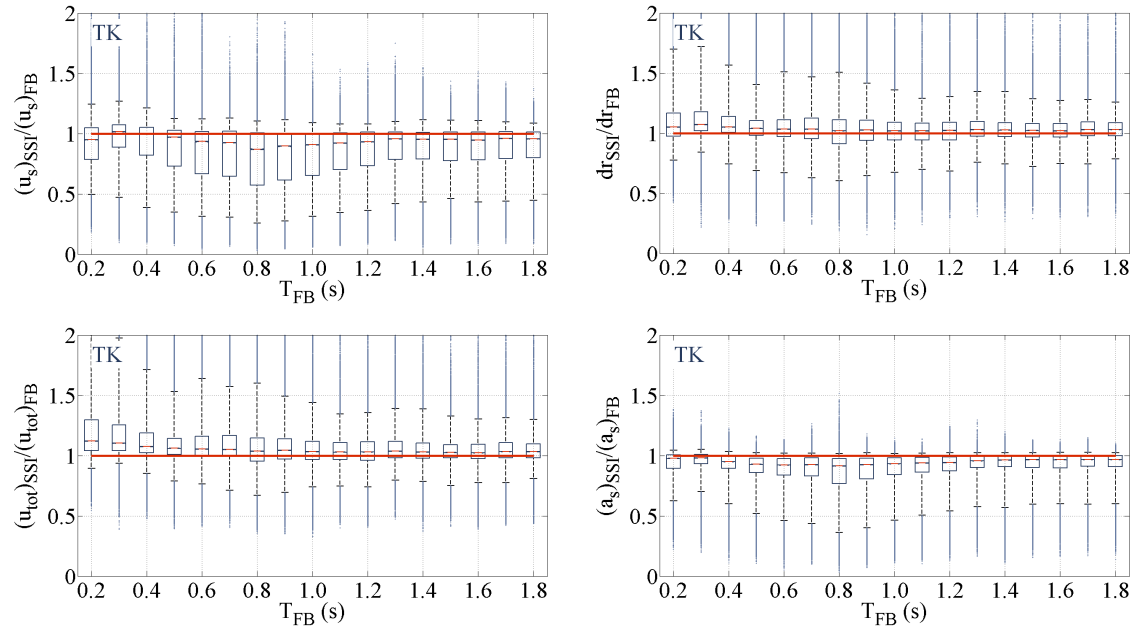 2
1.5
1
0.5
0
TK
(u_s)_SSI/(u_s)_FB
0.2 0.4 0.6 0.8 1.0 1.2 1.4 1.6 1.8
T_FB (s)
2
1.5
1
0.5
0
TK
dr_SSI/dr_FB
0.2 0.4 0.6 0.8 1.0 1.2 1.4 1.6 1.8
T_FB (s)
2
1.5
1
0.5
0
TK
(u_tot)_SSI/(u_tot)_FB
0.2 0.4 0.6 0.8 1.0 1.2 1.4 1.6 1.8
T_FB (s)
2
1.5
1
0.5
0
TK
(a_s)_SSI/(a_s)_FB
0.2 0.4 0.6 0.8 1.0 1.2 1.4 1.6 1.8
T_FB (s)